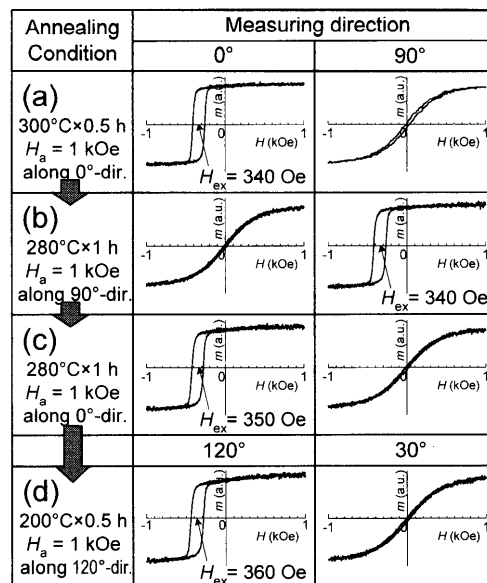 Annealing Condition
Measuring direction
0°
90°
(a)
300°C×0.5 h
Ha = 1 kOe
along 0°-dir.
m (a.u.)
-1
0
1
H (kOe)
Hex = 340 Oe
m (a.u.)
-1
0
1
H (kOe)
(b)
280°C×1 h
Ha = 1 kOe
along 90°-dir.
m (a.u.)
-1
0
1
H (kOe)
m (a.u.)
-1
0
1
H (kOe)
Hex = 340 Oe
(c)
280°C×1 h
Ha = 1 kOe
along 0°-dir.
m (a.u.)
-1
0
1
H (kOe)
Hex = 350 Oe
m (a.u.)
-1
0
1
H (kOe)
120°
30°
(d)
200°C×0.5 h
Ha = 1 kOe
along 120°-dir.
m (a.u.)
-1
0
1
H (kOe)
Hex = 360 Oe
m (a.u.)
-1
0
1
H (kOe)